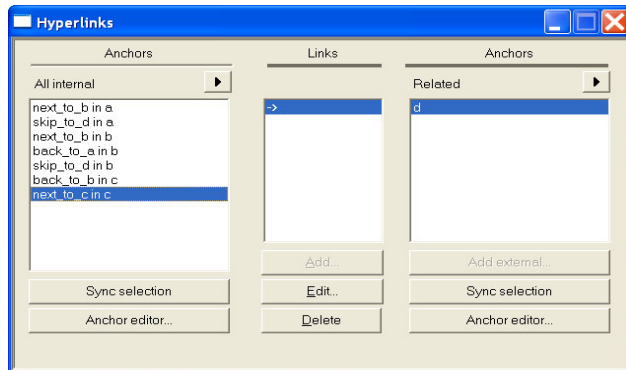 Hyperlinks
Anchors
Links
Anchors
All internal
Related
next_to_b in a
skip_to_d in a
next_to_b in b
back_to_a in b
skip_to_d in b
back_to_b in c
next_to_c in c
->
d
Add...
Add external...
Sync selection
Edit...
Sync selection
Anchor editor...
Delete
Anchor editor...